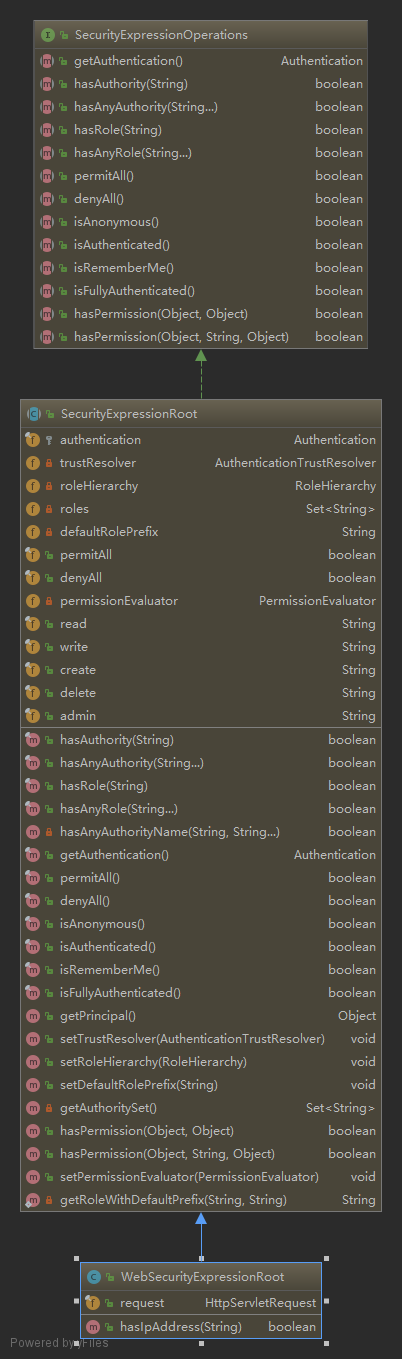 SecurityExpressionOperations
getAuthentication() Authentication
hasAuthority(String) boolean
hasAnyAuthority(String...) boolean
hasRole(String) boolean
hasAnyRole(String...) boolean
permitAll() boolean
denyAll() boolean
isAnonymous() boolean
isAuthenticated() boolean
isRememberMe() boolean
isFullyAuthenticated() boolean
hasPermission(Object, Object) boolean
hasPermission(Object, String, Object) boolean
SecurityExpressionRoot
authentication Authentication
trustResolver AuthenticationTrustResolver
roleHierarchy RoleHierarchy
roles Set<String>
defaultRolePrefix String
permitAll boolean
denyAll boolean
permissionEvaluator PermissionEvaluator
read String
write String
create String
delete String
admin String
hasAuthority(String) boolean
hasAnyAuthority(String...) boolean
hasRole(String) boolean
hasAnyRole(String...) boolean
hasAnyAuthorityName(String, String...) boolean
getAuthentication() Authentication
permitAll() boolean
denyAll() boolean
isAnonymous() boolean
isAuthenticated() boolean
isRememberMe() boolean
isFullyAuthenticated() boolean
getPrincipal() Object
setTrustResolver(AuthenticationTrustResolver) void
setRoleHierarchy(RoleHierarchy) void
setDefaultRolePrefix(String) void
getAuthoritySet() Set<String>
hasPermission(Object, Object) boolean
hasPermission(Object, String, Object) boolean
setPermissionEvaluator(PermissionEvaluator) void
getRoleWithDefaultPrefix(String, String) String
WebSecurityExpressionRoot
request HttpServletRequest
hasIpAddress(String) boolean
Powered by yFiles